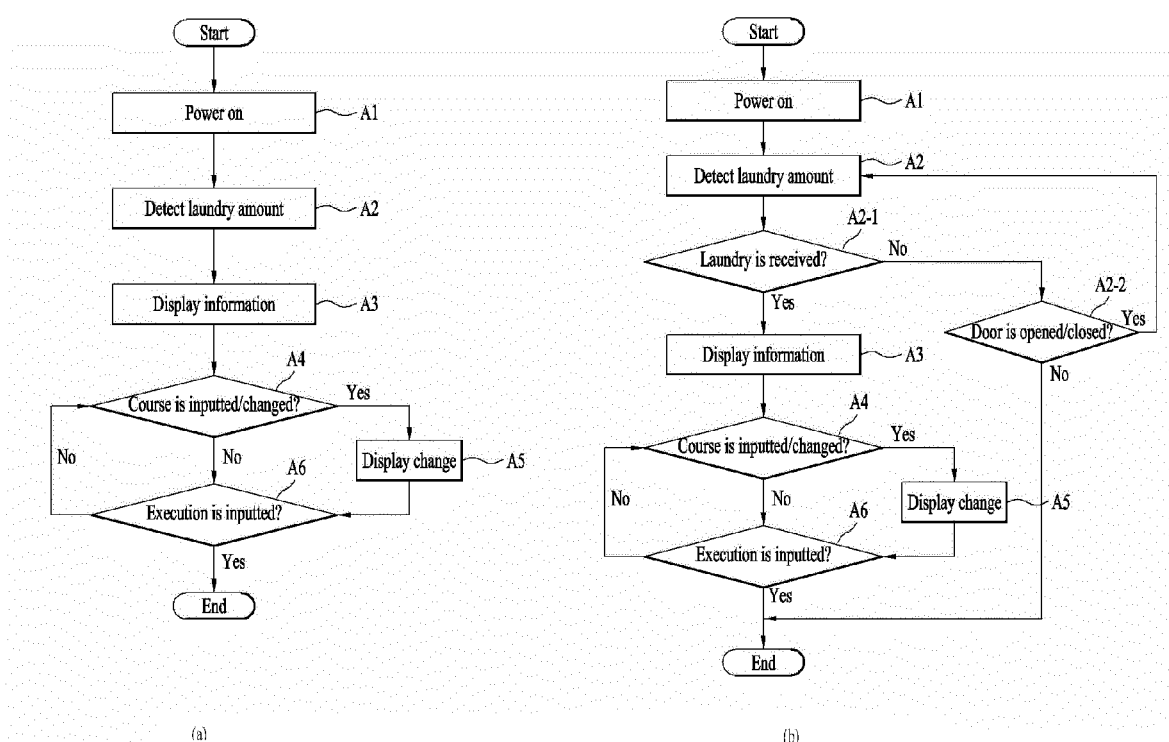 Start
Power on
A1
Detect laundry amount
A2
Display information
A3
A4
Course is inputted/changed?
Yes
No
No
Display change
A5
A6
Execution is inputted?
Yes
End
(a)
Start
Power on
A1
Detect laundry amount
A2
A2-1
Laundry is received?
No
Yes
A2-2
Door is opened/closed?
Yes
No
Display information
A3
A4
Course is inputted/changed?
Yes
No
No
Display change
A5
A6
Execution is inputted?
Yes
End
(b)